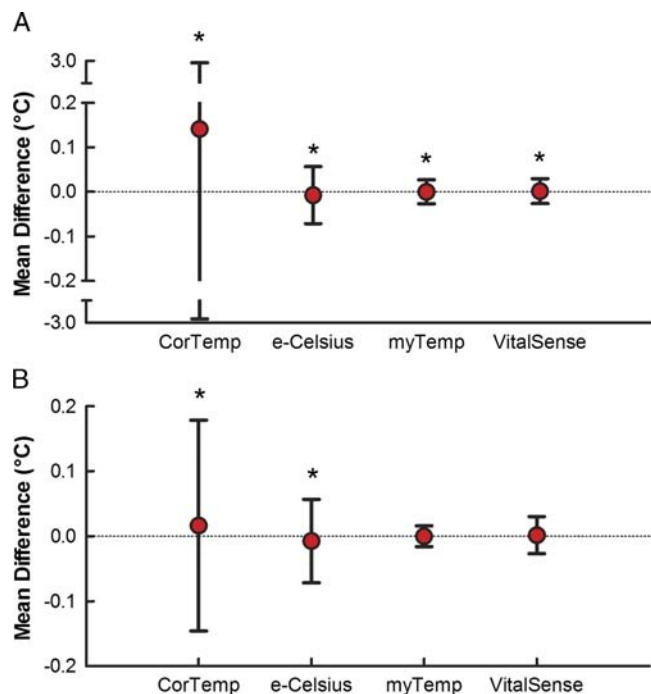 A
Mean Difference (°C)
3.0
0.2
0.1
0.0
-0.1
-0.2
-3.0
* * * *
CorTemp e-Celsius myTemp VitalSense
B
Mean Difference (°C)
0.2
0.1
0.0
-0.1
-0.2
* *
CorTemp e-Celsius myTemp VitalSense